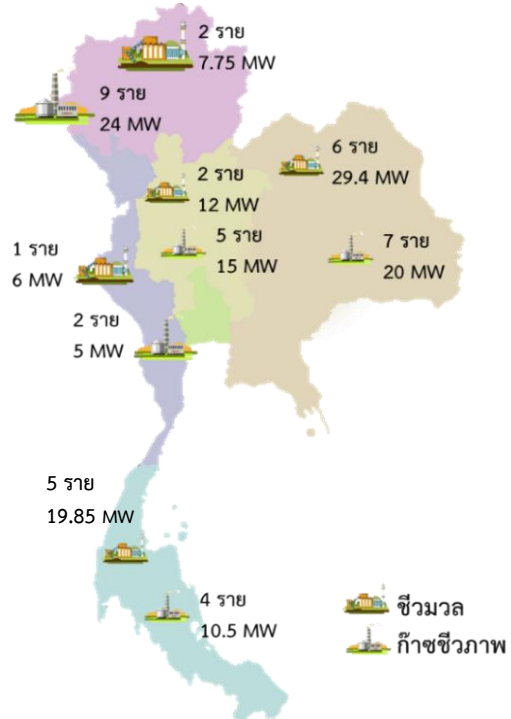 2 ราย
7.75 MW
9 ราย
24 MW
6 ราย
29.4 MW
2 ราย
12 MW
5 ราย
15 MW
7 ราย
20 MW
1 ราย
6 MW
2 ราย
5 MW
5 ราย
19.85 MW
4 ราย
10.5 MW
ชีวมวล
ก๊าซชีวภาพ